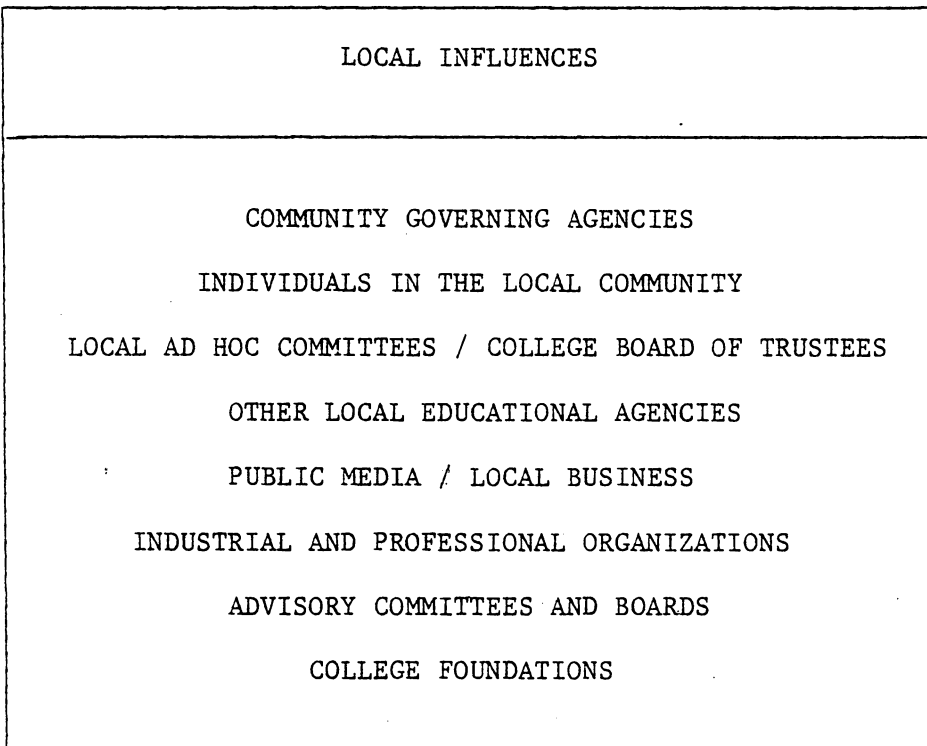 LOCAL INFLUENCES
COMMUNITY GOVERNING AGENCIES
INDIVIDUALS IN THE LOCAL COMMUNITY
LOCAL AD HOC COMMITTEES / COLLEGE BOARD OF TRUSTEES
OTHER LOCAL EDUCATIONAL AGENCIES
PUBLIC MEDIA / LOCAL BUSINESS
INDUSTRIAL AND PROFESSIONAL ORGANIZATIONS
ADVISORY COMMITTEES AND BOARDS
COLLEGE FOUNDATIONS